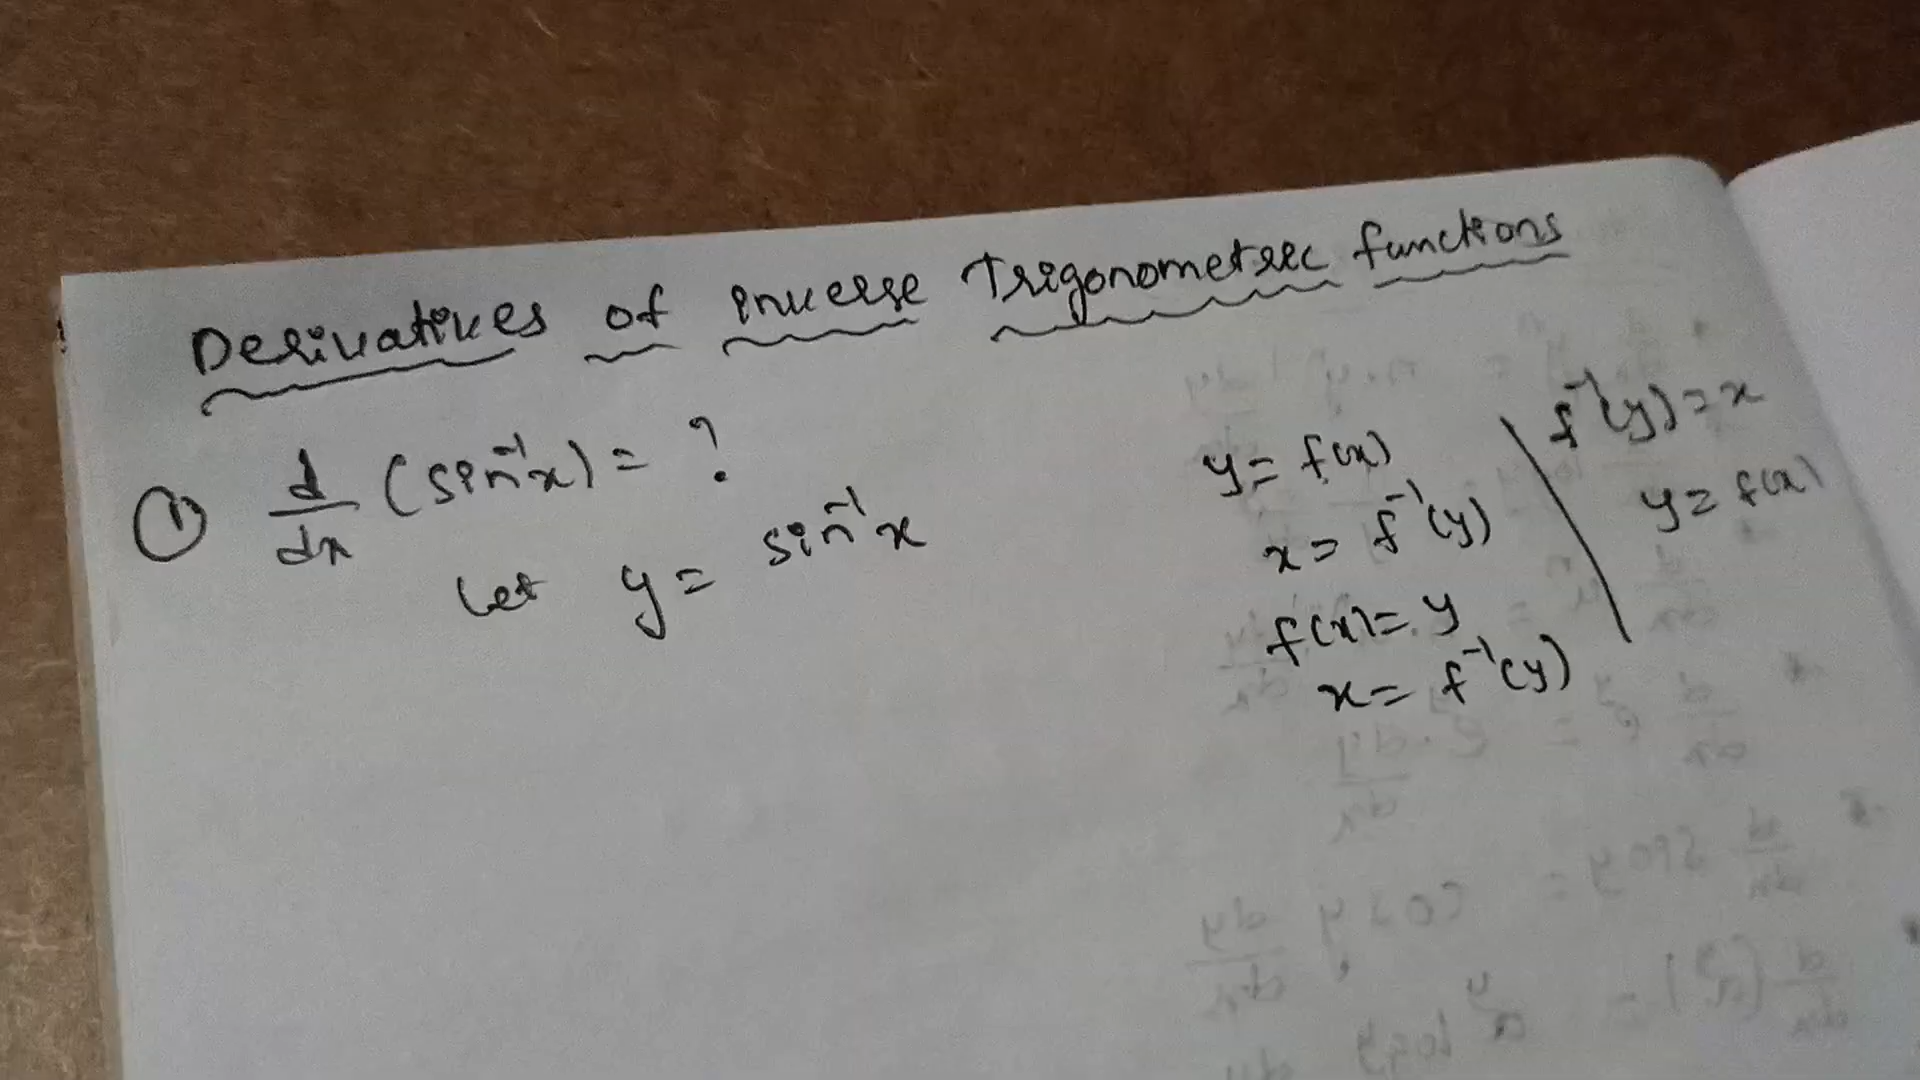 Derivatives of inverse Trigonometric functions
① d/dx (sin⁻¹x) = ?
Let y = sin⁻¹x
y = f(x)
x = f⁻¹(y)
f(x) = y
x = f⁻¹(y)
f⁻¹(y) = x
y = f(x)